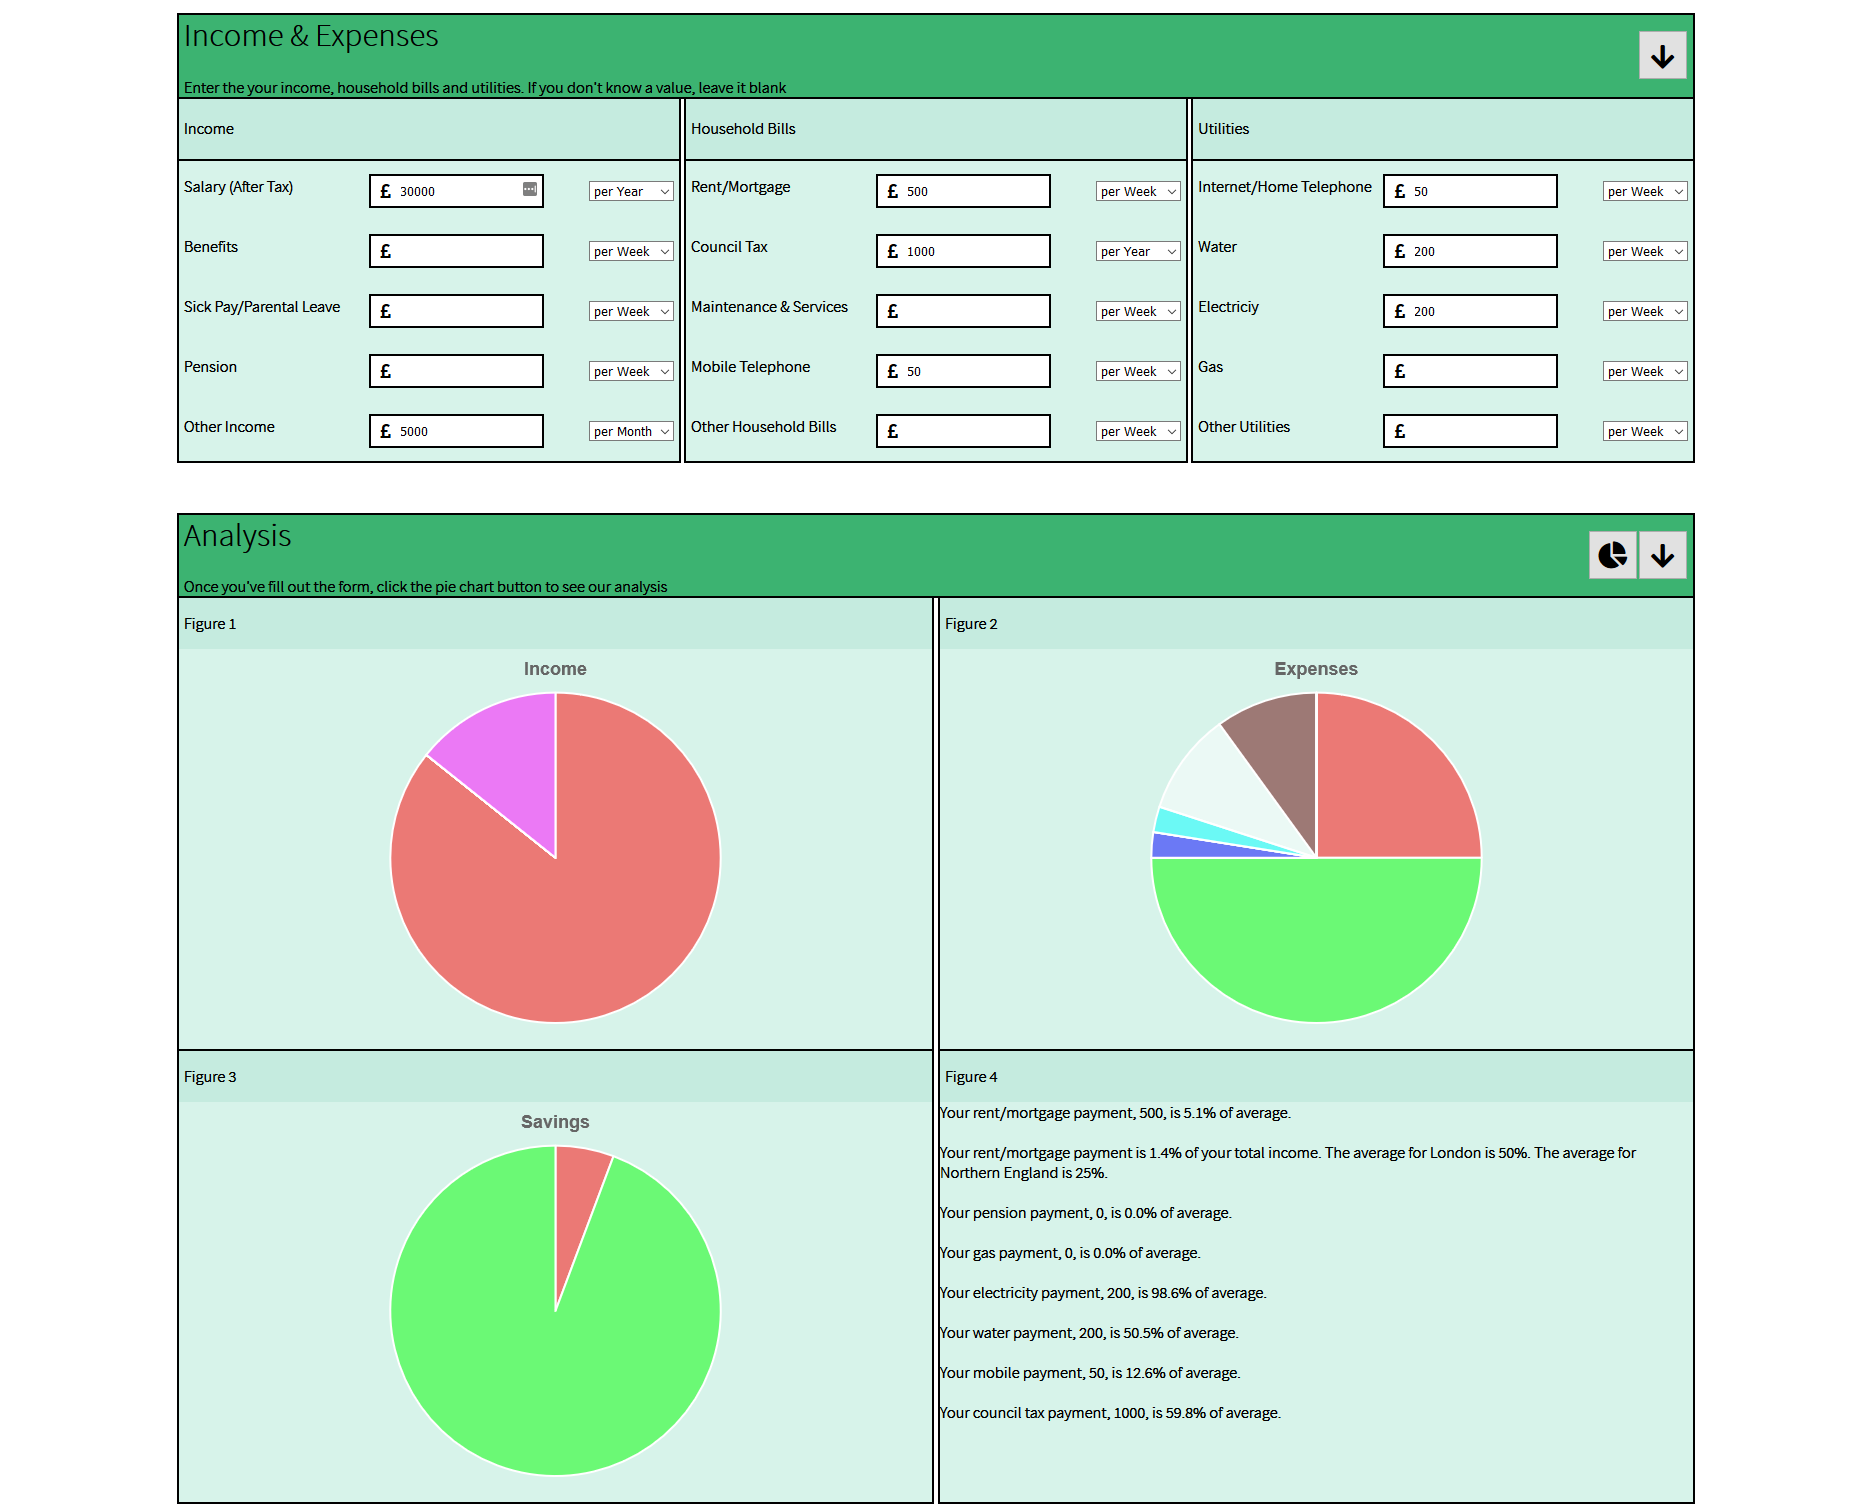 Income & Expenses
Enter the your income, household bills and utilities. If you don't know a value, leave it blank
Income
Household Bills
Utilities
Salary (After Tax) £ 30000 per Year
Rent/Mortgage £ 500 per Week
Internet/Home Telephone £ 50 per Week
Benefits £ per Week
Council Tax £ 1000 per Year
Water £ 200 per Week
Sick Pay/Parental Leave £ per Week
Maintenance & Services £ per Week
Electriciy £ 200 per Week
Pension £ per Week
Mobile Telephone £ 50 per Week
Gas £ per Week
Other Income £ 5000 per Month
Other Household Bills £ per Week
Other Utilities £ per Week
Analysis
Once you've fill out the form, click the pie chart button to see our analysis
Figure 1
Income
Figure 2
Expenses
Figure 3
Savings
Figure 4
Your rent/mortgage payment, 500, is 5.1% of average.
Your rent/mortgage payment is 1.4% of your total income. The average for London is 50%. The average for
Northern England is 25%.
Your pension payment, 0, is 0.0% of average.
Your gas payment, 0, is 0.0% of average.
Your electricity payment, 200, is 98.6% of average.
Your water payment, 200, is 50.5% of average.
Your mobile payment, 50, is 12.6% of average.
Your council tax payment, 1000, is 59.8% of average.